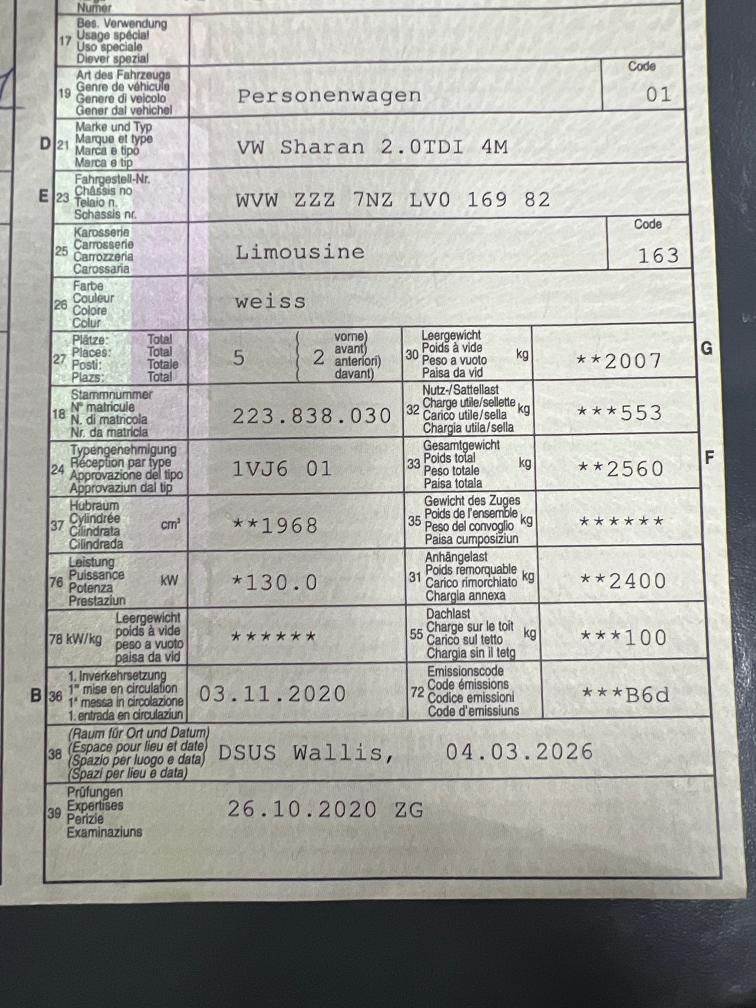 Numer
17 Bes. Verwendung
Usage spécial
Uso speciale
Diever spezial
19 Art des Fahrzeugs
Genre de véhicule
Genere di veicolo
Gener dal vehichel
Personenwagen
Code
01
D 21 Marke und Typ
Marque et type
Marca e tipo
Marca e tip
VW Sharan 2.0TDI 4M
E 23 Fahrgestell-Nr.
Châssis no
Telaio n.
Schassis nr.
WVW ZZZ 7NZ LV0 169 82
25 Karosserie
Carrosserie
Carrozzeria
Carossaria
Limousine
Code
163
26 Farbe
Couleur
Colore
Colur
weiss
27 Plätze: Total
Places: Total
Posti: Totale
Plazs: Total
5 ( 2 vorne)
avant)
anteriori)
davant)
30 Leergewicht
Poids à vide
Peso a vuoto
Paisa da vid
kg
**2007
G
18 Stammnummer
N° matricule
N. di matricola
Nr. da matricla
223.838.030
32 Nutz-/Sattellast
Charge utile/sellette
Carico utile/sella
Chargia utila/sella
kg
***553
24 Typengenehmigung
Réception par type
Approvazione del tipo
Approvaziun dal tip
1VJ6 01
33 Gesamtgewicht
Poids total
Peso totale
Paisa totala
kg
**2560
F
37 Hubraum
Cylindrée
Cilindrata
Cilindrada
cm³
**1968
35 Gewicht des Zuges
Poids de l'ensemble
Peso del convoglio
Paisa cumposiziun
kg
******
76 Leistung
Puissance
Potenza
Prestaziun
kW
*130.0
31 Anhängelast
Poids remorquable
Carico rimorchiato
Chargia annexa
kg
**2400
78 kW/kg Leergewicht
poids à vide
peso a vuoto
paisa da vid
******
55 Dachlast
Charge sur le toit
Carico sul tetto
Chargia sin il tetg
kg
***100
B 36 1. Inverkehrsetzung
1re mise en circulation
1a messa in circolazione
1. entrada en circulaziun
03.11.2020
72 Emissionscode
Code émissions
Codice emissioni
Code d'emissiuns
***B6d
38 (Raum für Ort und Datum)
(Espace pour lieu et date)
(Spazio per luogo e data)
(Spazi per lieu e data)
DSUS Wallis, 04.03.2026
39 Prüfungen
Expertises
Perizie
Examinaziuns
26.10.2020 ZG